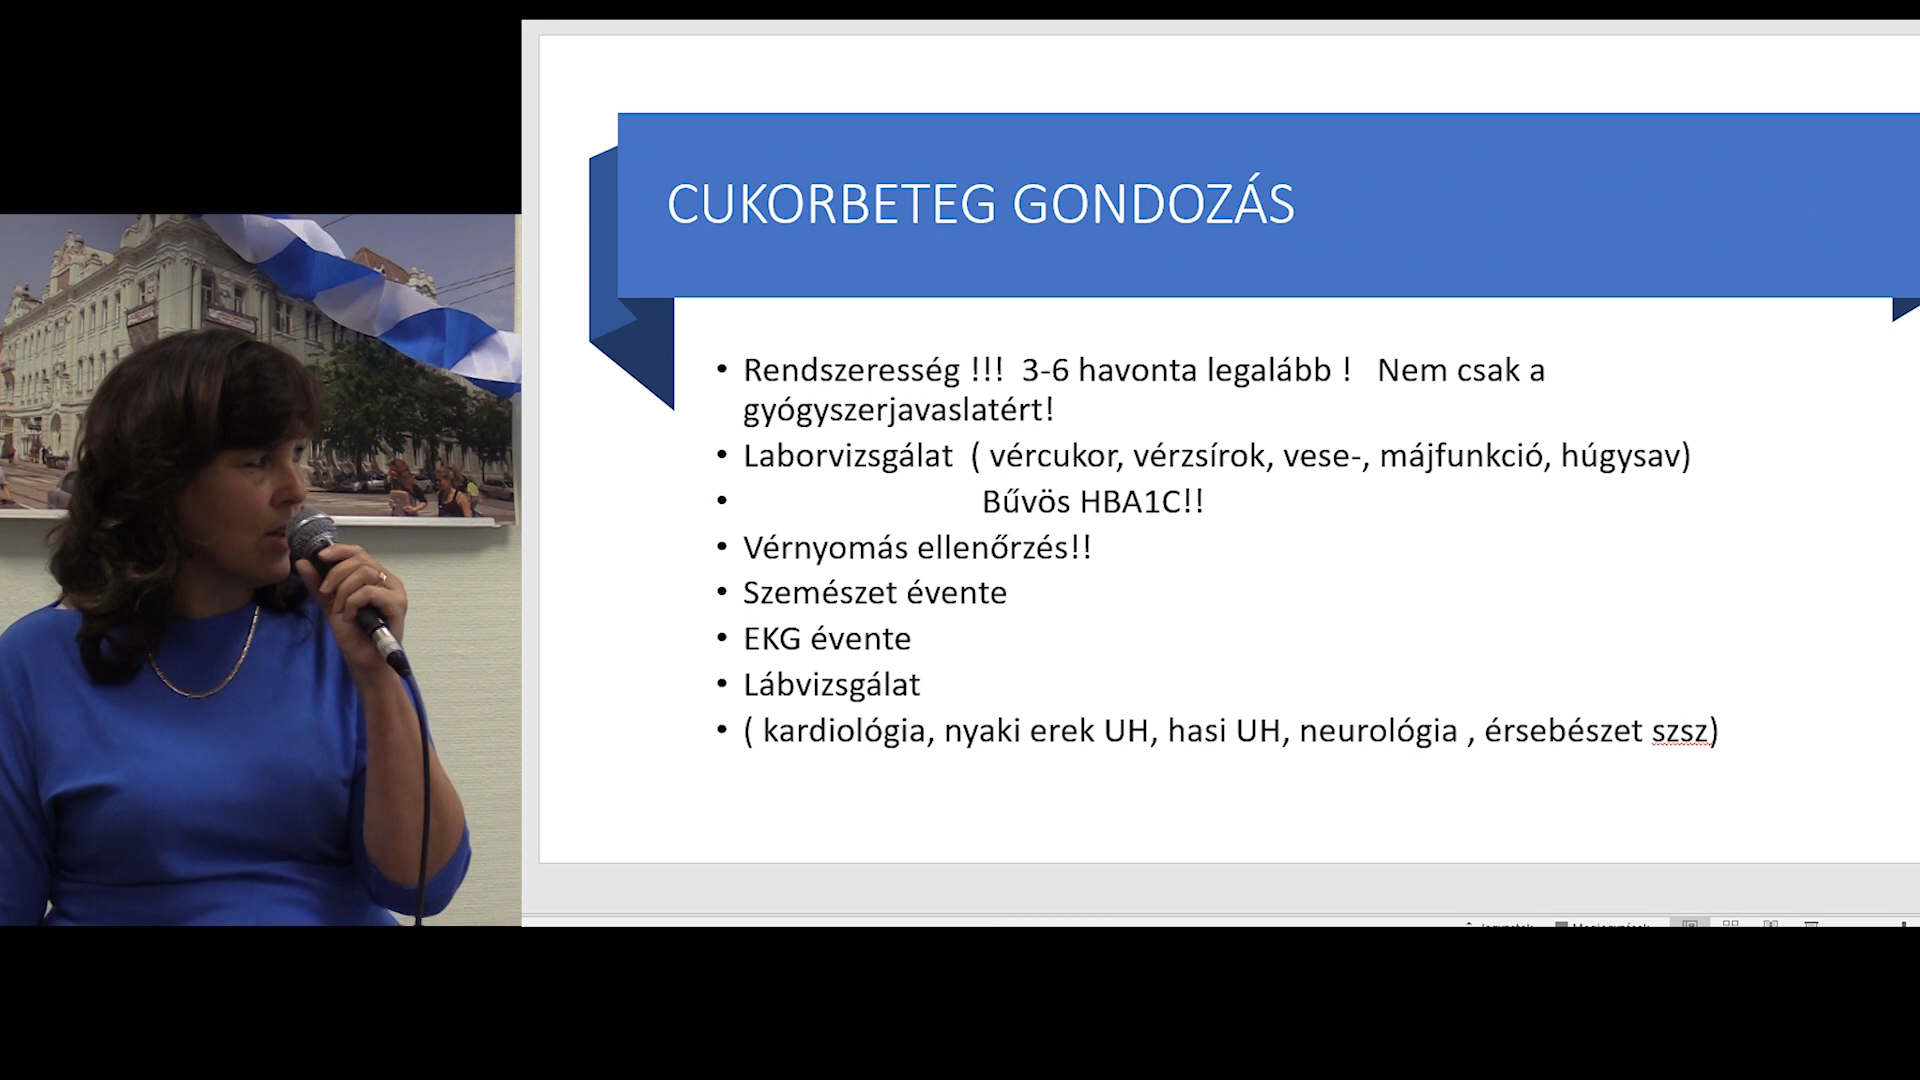 CUKORBETEG GONDOZÁS
• Rendszeresség !!! 3-6 havonta legalább ! Nem csak a
gyógyszerjavaslatért!
• Laborvizsgálat ( vércukor, vérzsírok, vese-, májfunkció, húgysav)
• Bűvös HBA1C!!
• Vérnyomás ellenőrzés!!
• Szemészet évente
• EKG évente
• Lábvizsgálat
• ( kardiológia, nyaki erek UH, hasi UH, neurológia , érsebészet szsz)